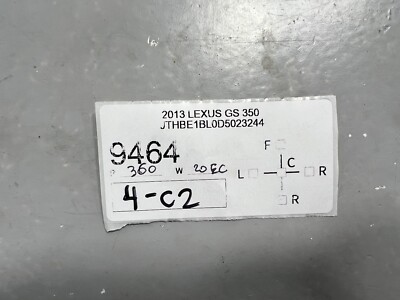 2013 LEXUS GS 350
JTHBE1BL0D5023244
9464
360 W 20EC
4-C2
F
C
L R
R